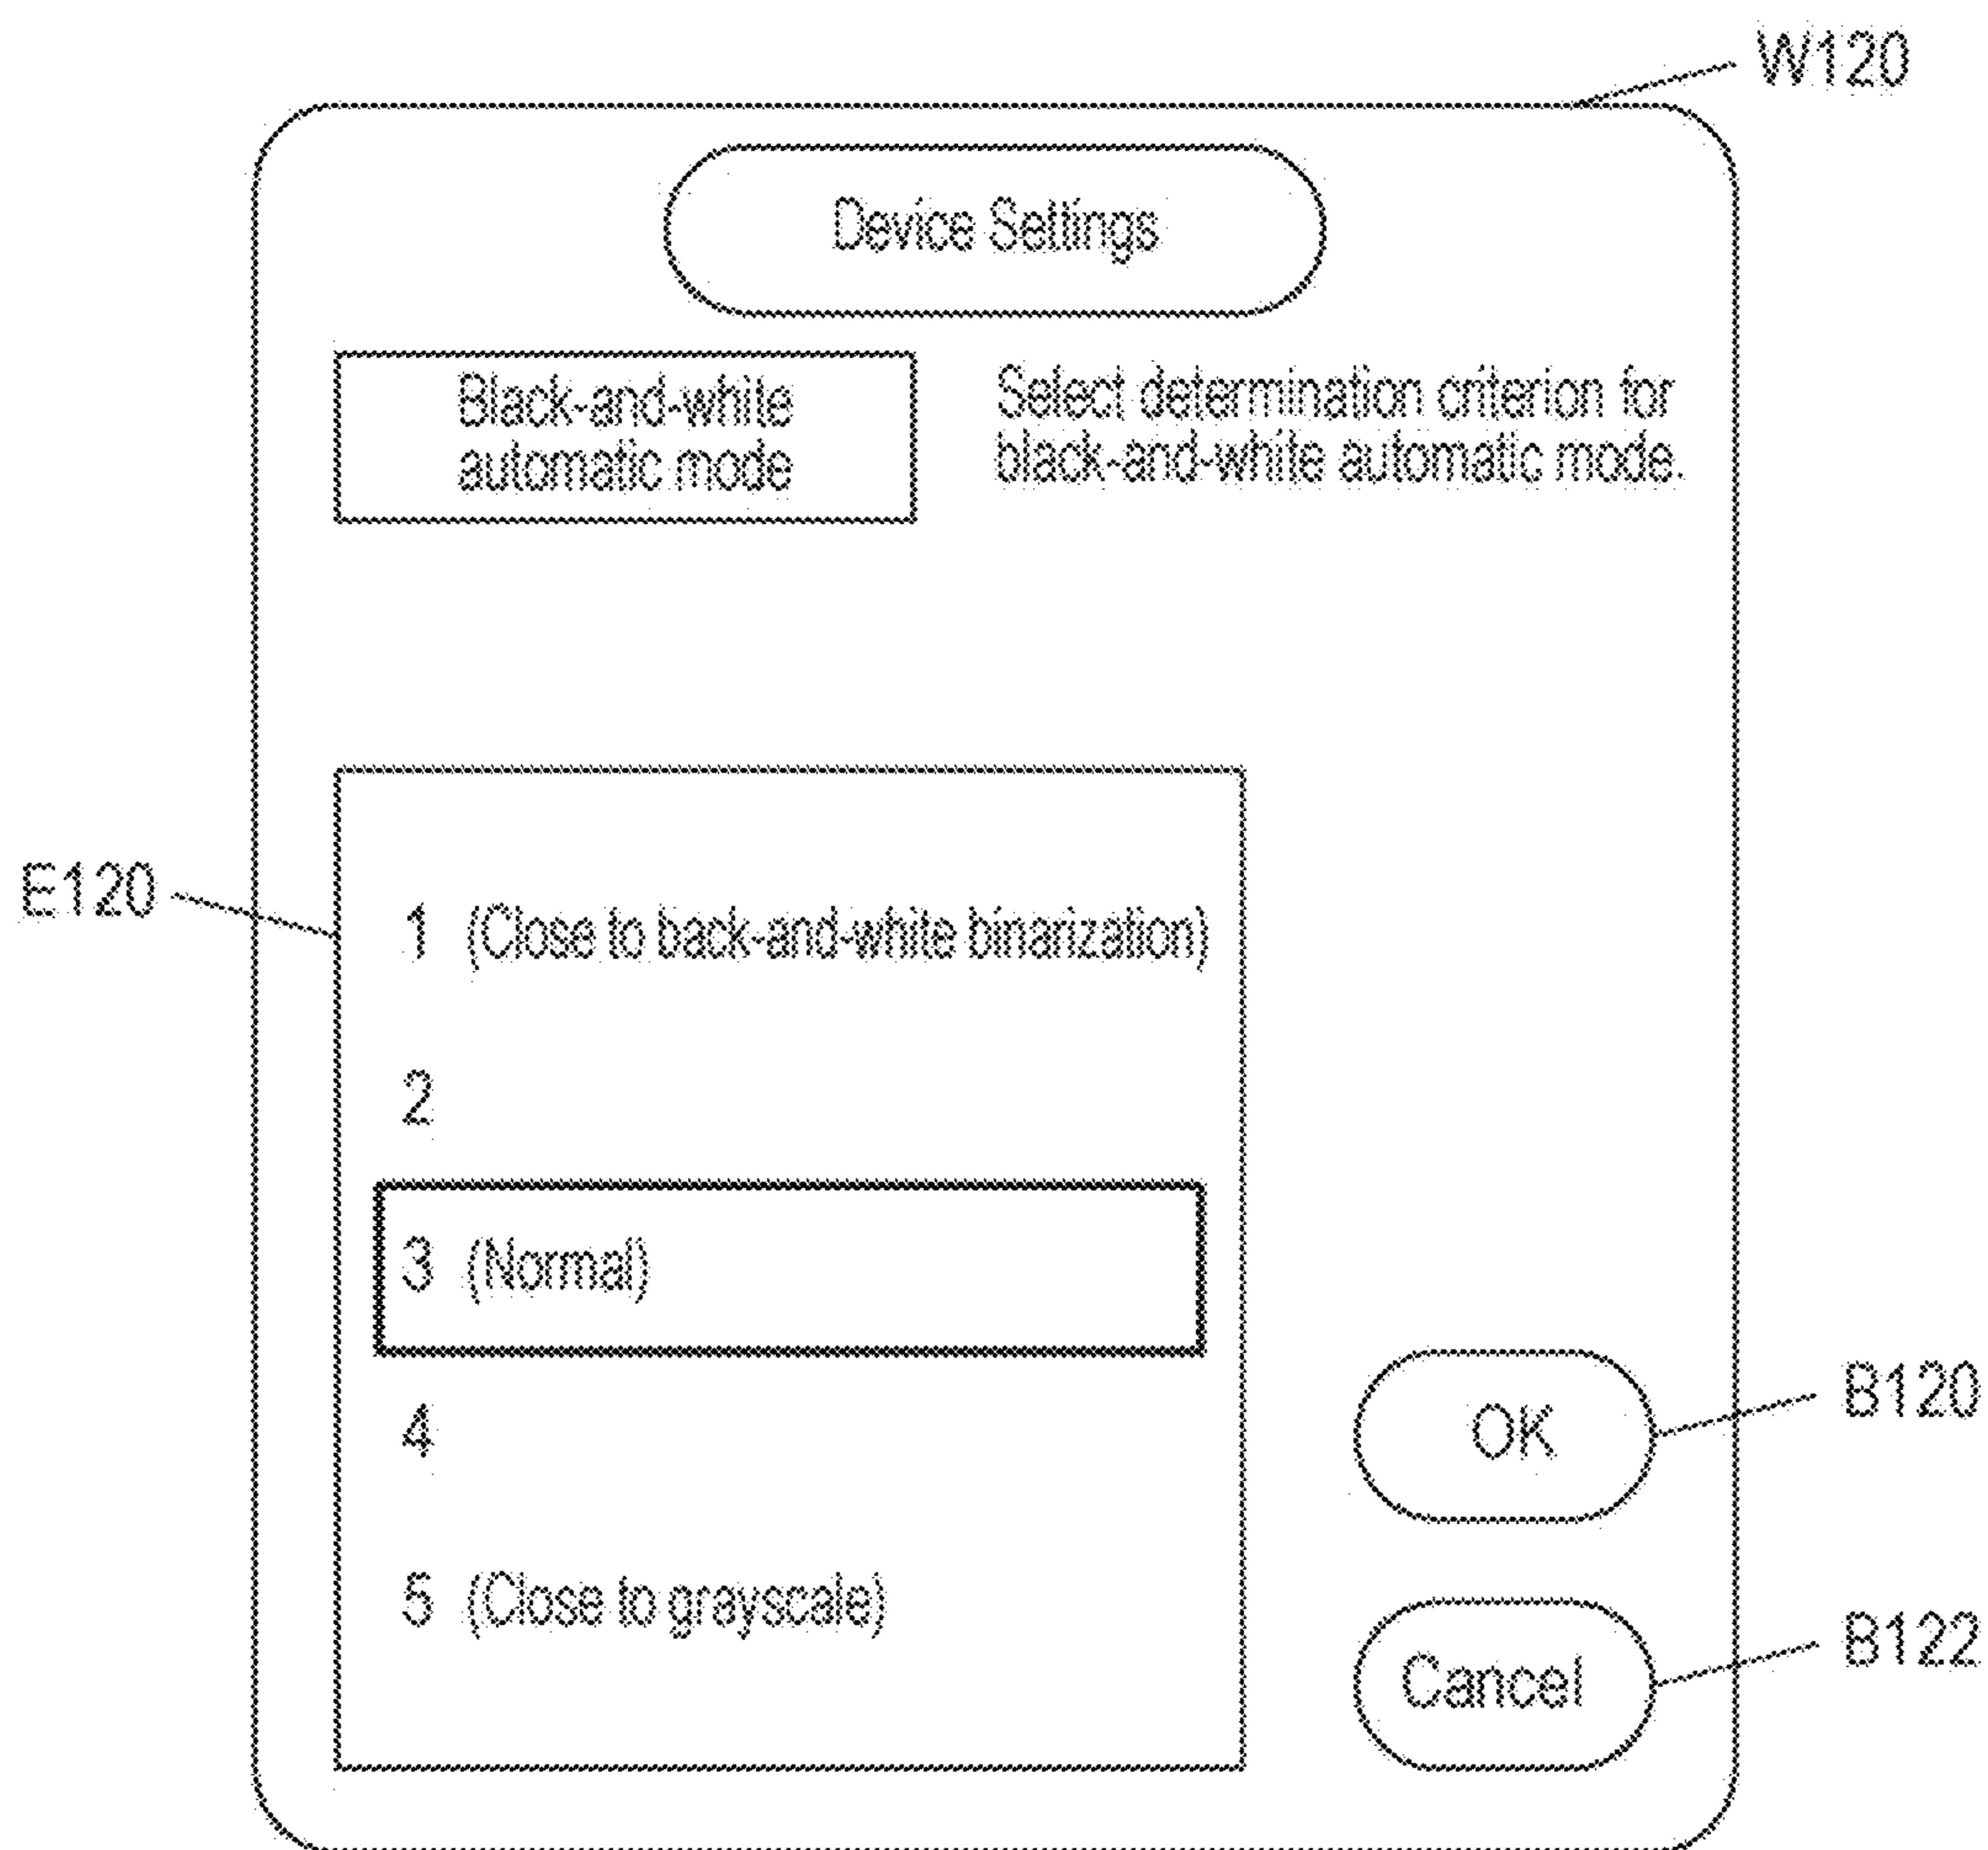 W120
Device Settings
Black-and-white
automatic mode
Select determination criterion for
black-and-white automatic mode.
E120
1 (Close to back-and-white binarization)
2
3 (Normal)
4
5 (Close to grayscale)
OK
B120
Cancel
B122